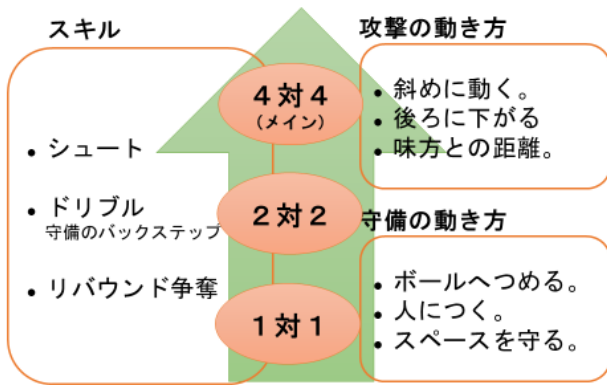 スキル
・シュート
・ドリブル
守備のバックステップ
・リバウンド争奪
４対４
（メイン）
２対２
１対１
攻撃の動き方
・斜めに動く。
・後ろに下がる
・味方との距離。
守備の動き方
・ボールへつめる。
・人につく。
・スペースを守る。